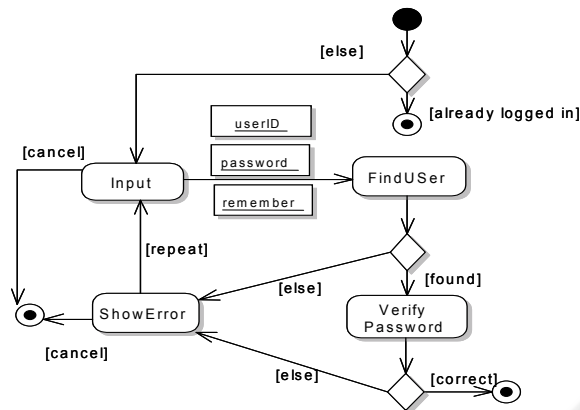 [else]
[already logged in]
userID
[cancel]
password
Input
FindUSer
remember
[repeat]
[found]
[else]
ShowError
Verify
Password
[cancel]
[else]
[correct]